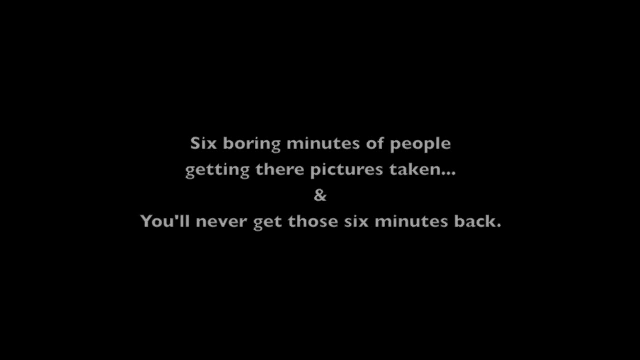 Six boring minutes of people
getting there pictures taken...
&
You'll never get those six minutes back.